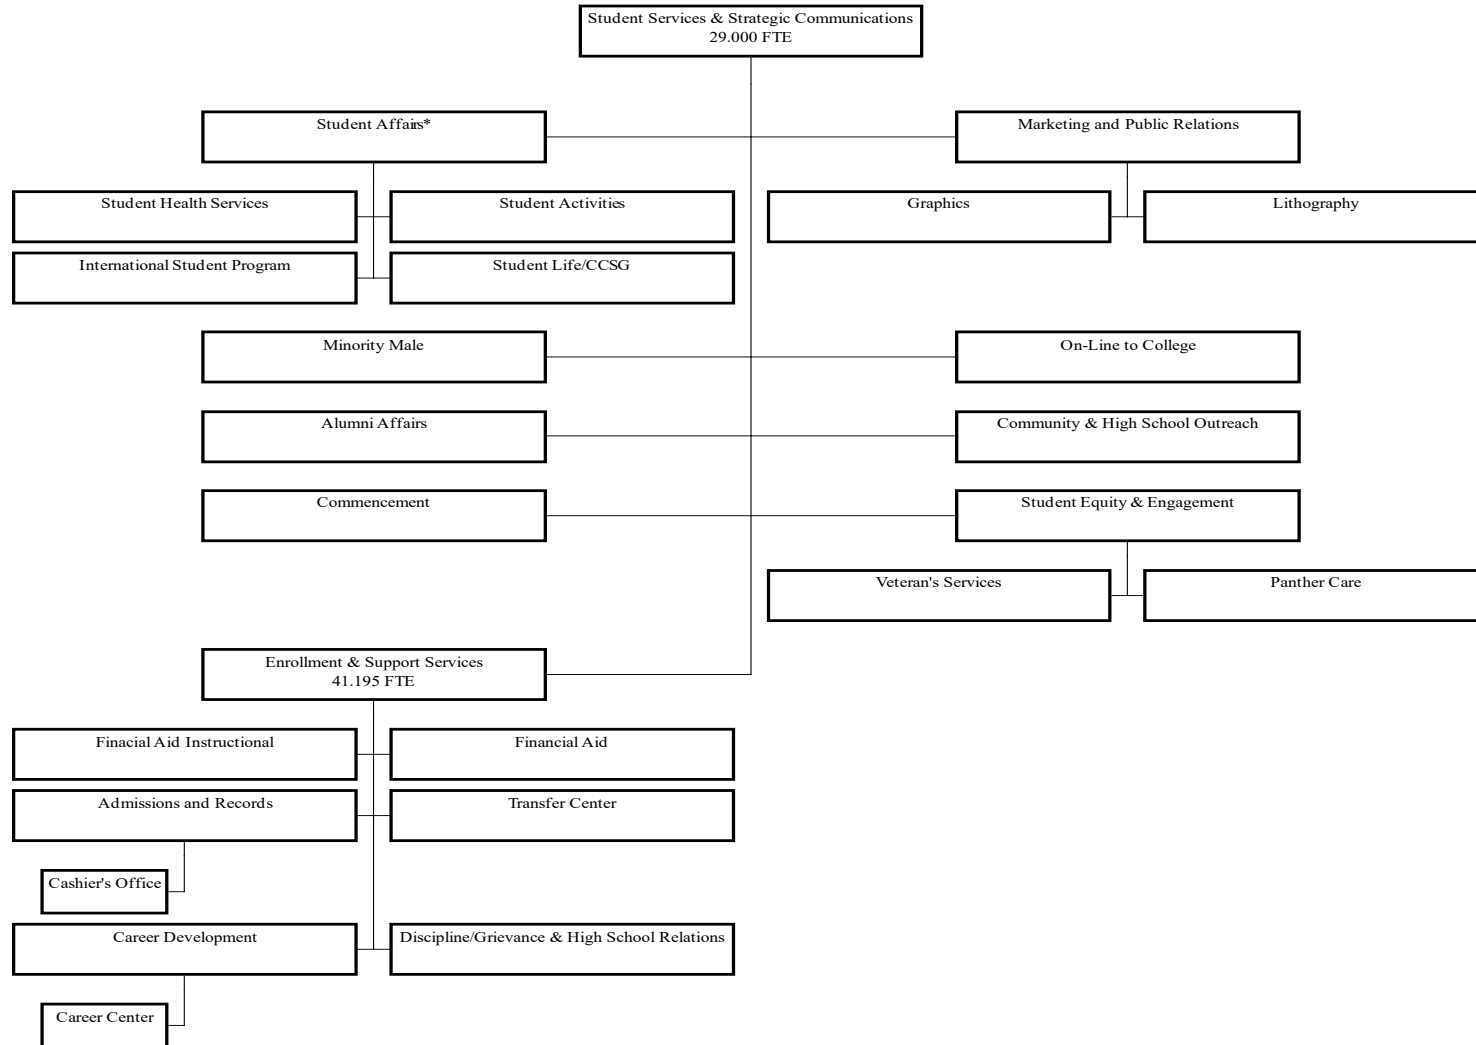 Student Services & Strategic Communications
29.000 FTE
Student Affairs*
Marketing and Public Relations
Student Health Services
Student Activities
Graphics
Lithography
International Student Program
Student Life/CCSG
Minority Male
On-Line to College
Alumni Affairs
Community & High School Outreach
Commencement
Student Equity & Engagement
Veteran's Services
Panther Care
Enrollment & Support Services
41.195 FTE
Finacial Aid Instructional
Financial Aid
Admissions and Records
Transfer Center
Cashier's Office
Career Development
Discipline/Grievance & High School Relations
Career Center